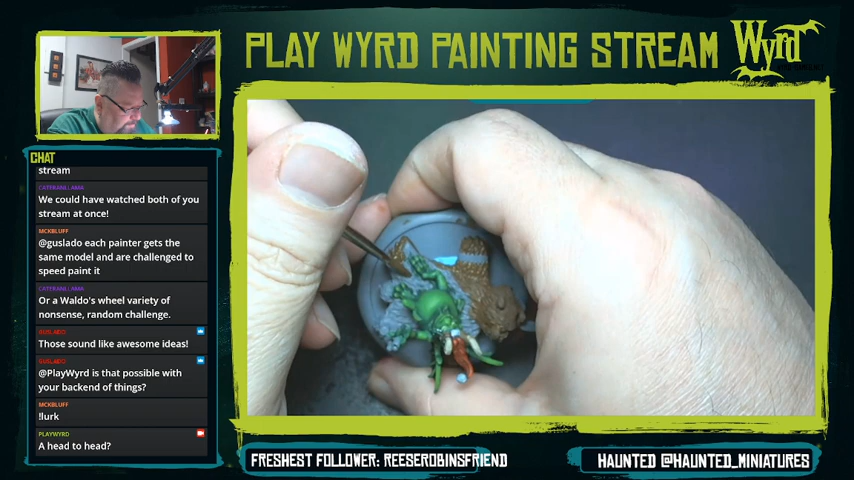 PLAY WYRD PAINTING STREAM
Wyrd
CHAT
stream
CATERANLLAMA
We could have watched both of you
stream at once!
MCKBLUFF
@guslado each painter gets the
same model and are challenged to
speed paint it
Or a Waldo's wheel variety of
nonsense, random challenge.
GUSLADO
Those sound like awesome ideas!
GUSLADO
@PlayWyrd is that possible with
your backend of things?
MCKBLUFF
!lurk
PLAYWYRD
A head to head?
FRESHEST FOLLOWER: REESEROBINSFRIEND
HAUNTED @HAUNTED_MINIATURES